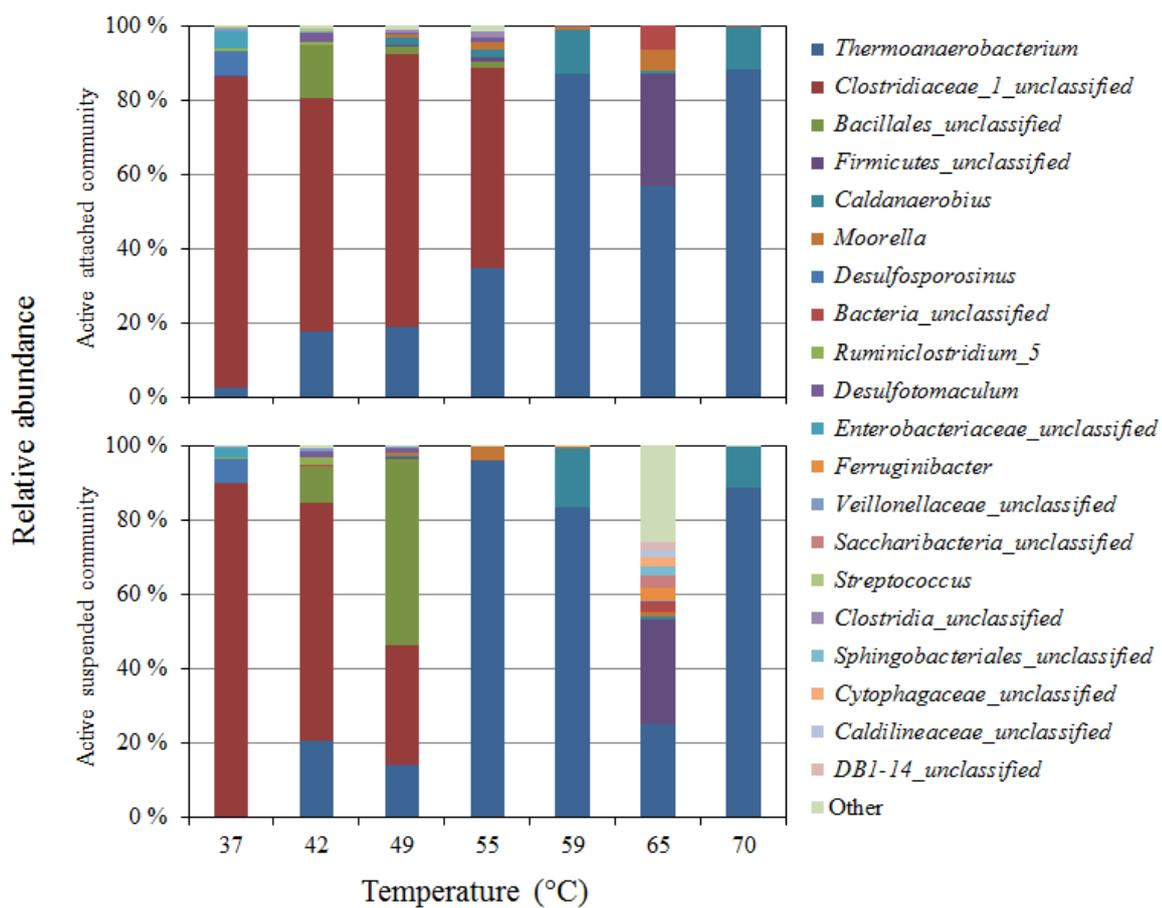 Relative abundance
Active attached community
100 %
80 %
60 %
40 %
20 %
0 %
Active suspended community
100 %
80 %
60 %
40 %
20 %
0 %
37 42 49 55 59 65 70
Temperature (°C)
Thermoanaerobacterium
Clostridiaceae_1_unclassified
Bacillales_unclassified
Firmicutes_unclassified
Caldanaerobius
Moorella
Desulfosporosinus
Bacteria_unclassified
Ruminiclostridium_5
Desulfotomaculum
Enterobacteriaceae_unclassified
Ferruginibacter
Veillonellaceae_unclassified
Saccharibacteria_unclassified
Streptococcus
Clostridia_unclassified
Sphingobacteriales_unclassified
Cytophagaceae_unclassified
Caldilineaceae_unclassified
DB1-14_unclassified
Other